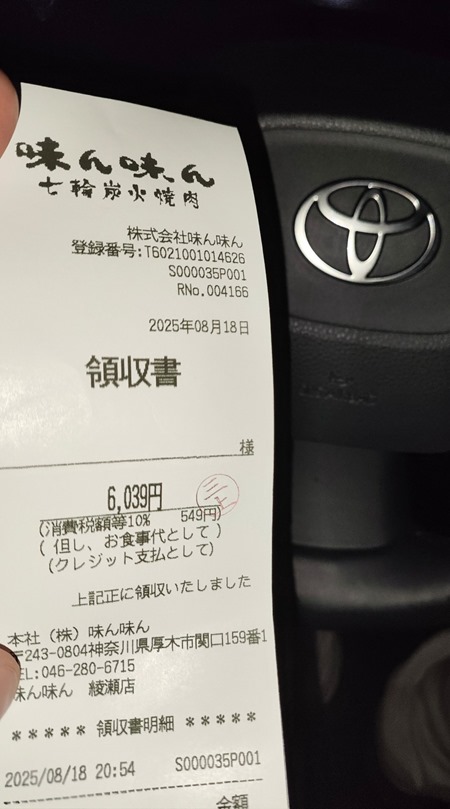 味ん味ん
七輪炭火焼肉
株式会社味ん味ん
登録番号:T6021001014626
S000035P001
RNo.004166
2025年08月18日
領収書
様
6,039円
(消費税額等10% 549円)
(但し、お食事代として)
(クレジット支払として)
上記正に領収いたしました
本社(株)味ん味ん
〒243-0804神奈川県厚木市関口159番1
TEL:046-280-6715
味ん味ん 綾瀬店
***** 領収書明細 *****
2025/08/18 20:54 S000035P001
金額